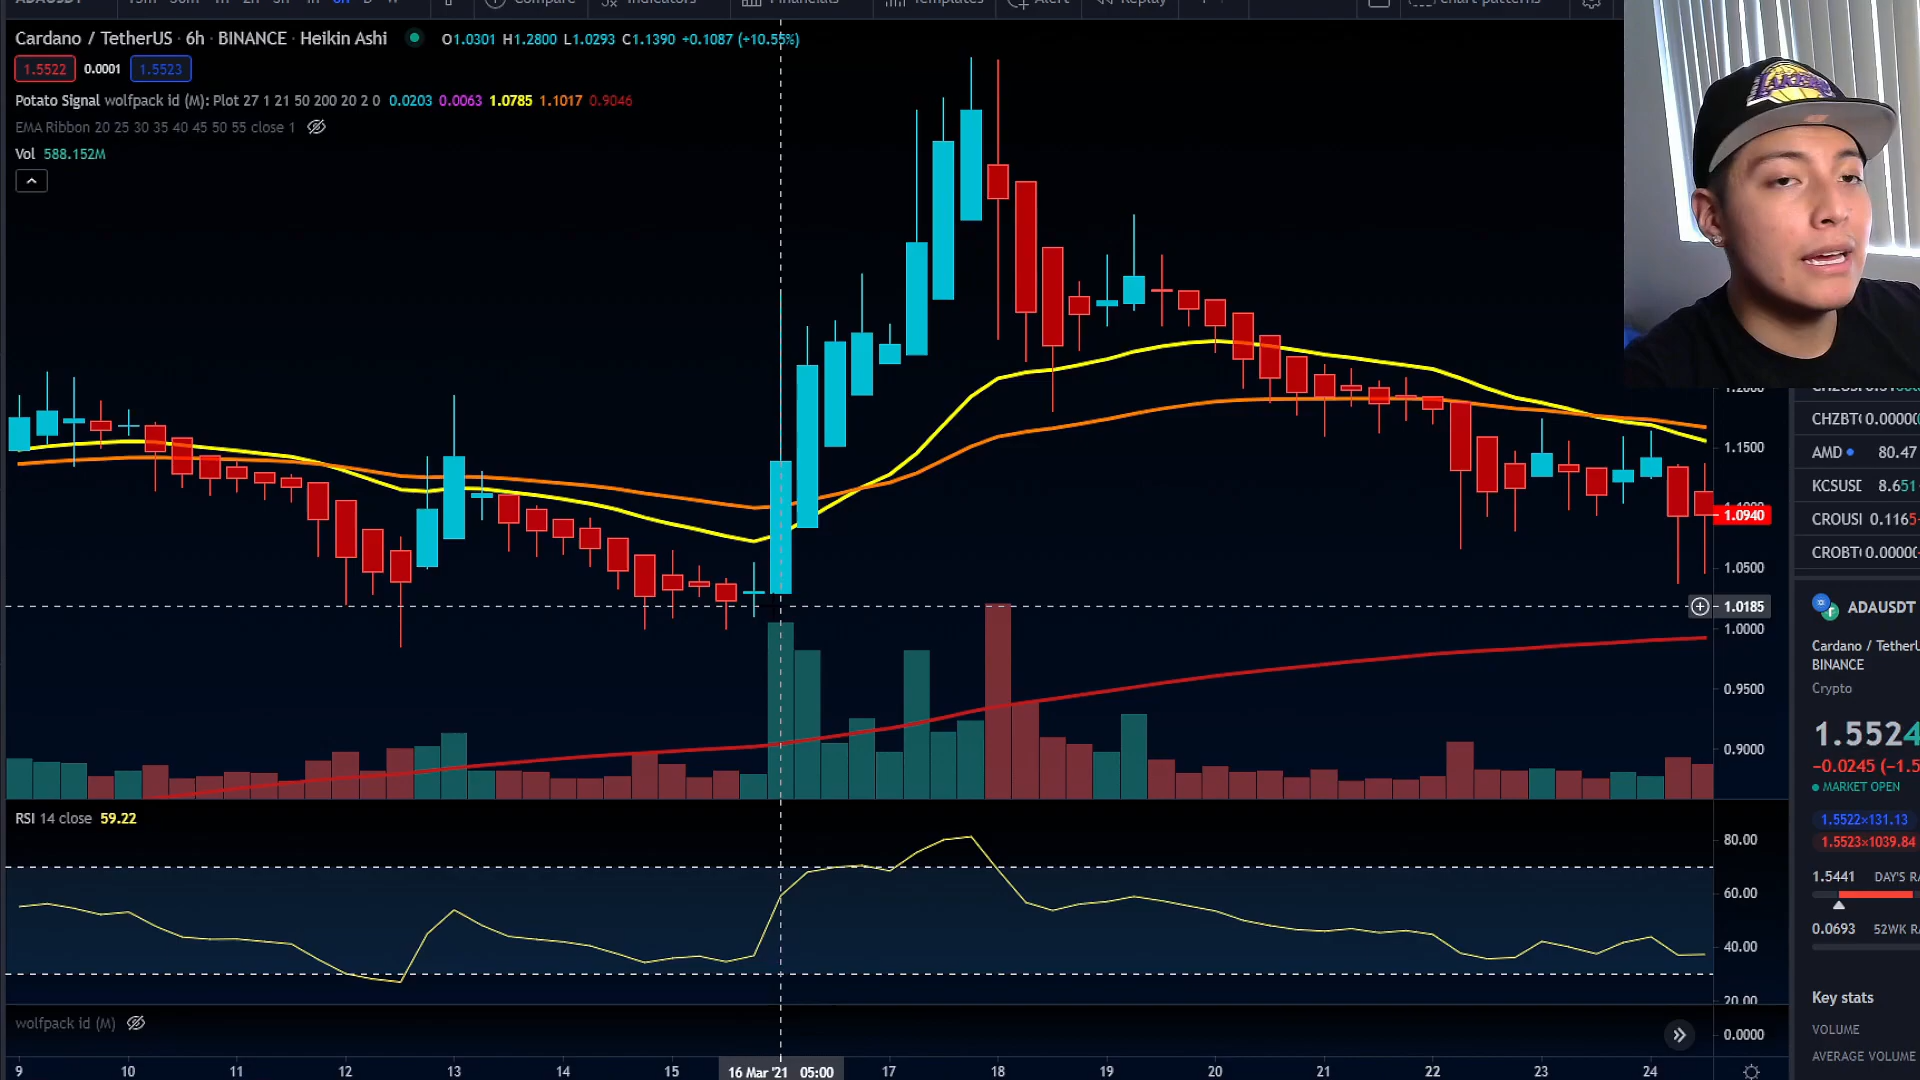 Cardano / TetherUS · 6h · BINANCE · Heikin Ashi
O1.0301 H1.2800 L1.0293 C1.1390 +0.1087 (+10.55%)
1.5522 0.0001 1.5523
Potato Signal wolfpack id (M): Plot 27 1 21 50 200 20 2 0 0.0203 0.0063 1.0785 1.1017 0.9046
EMA Ribbon 20 25 30 35 40 45 50 55 close 1
Vol 588.152M
LAKERS
CHZBT 0.0000
1.1500
AMD 80.47
KCSUSD 8.651
1.0940
CROUS 0.1165
CROBT 0.0000
1.0500
1.0185
ADAUSDT
1.0000
Cardano / Tether
BINANCE
0.9500
Crypto
1.5524
0.9000
−0.0245 (−1.5
MARKET OPEN
RSI 14 close 59.22
1.5522×131.13
80.00
1.5523×1039.84
1.5441 DAY'S RA
60.00
0.0693 52WK RA
40.00
20.00
Key stats
wolfpack id (M)
VOLUME
0.0000
AVERAGE VOLUME
9 10 11 12 13 14 15 16 Mar '21 05:00 17 18 19 20 21 22 23 24